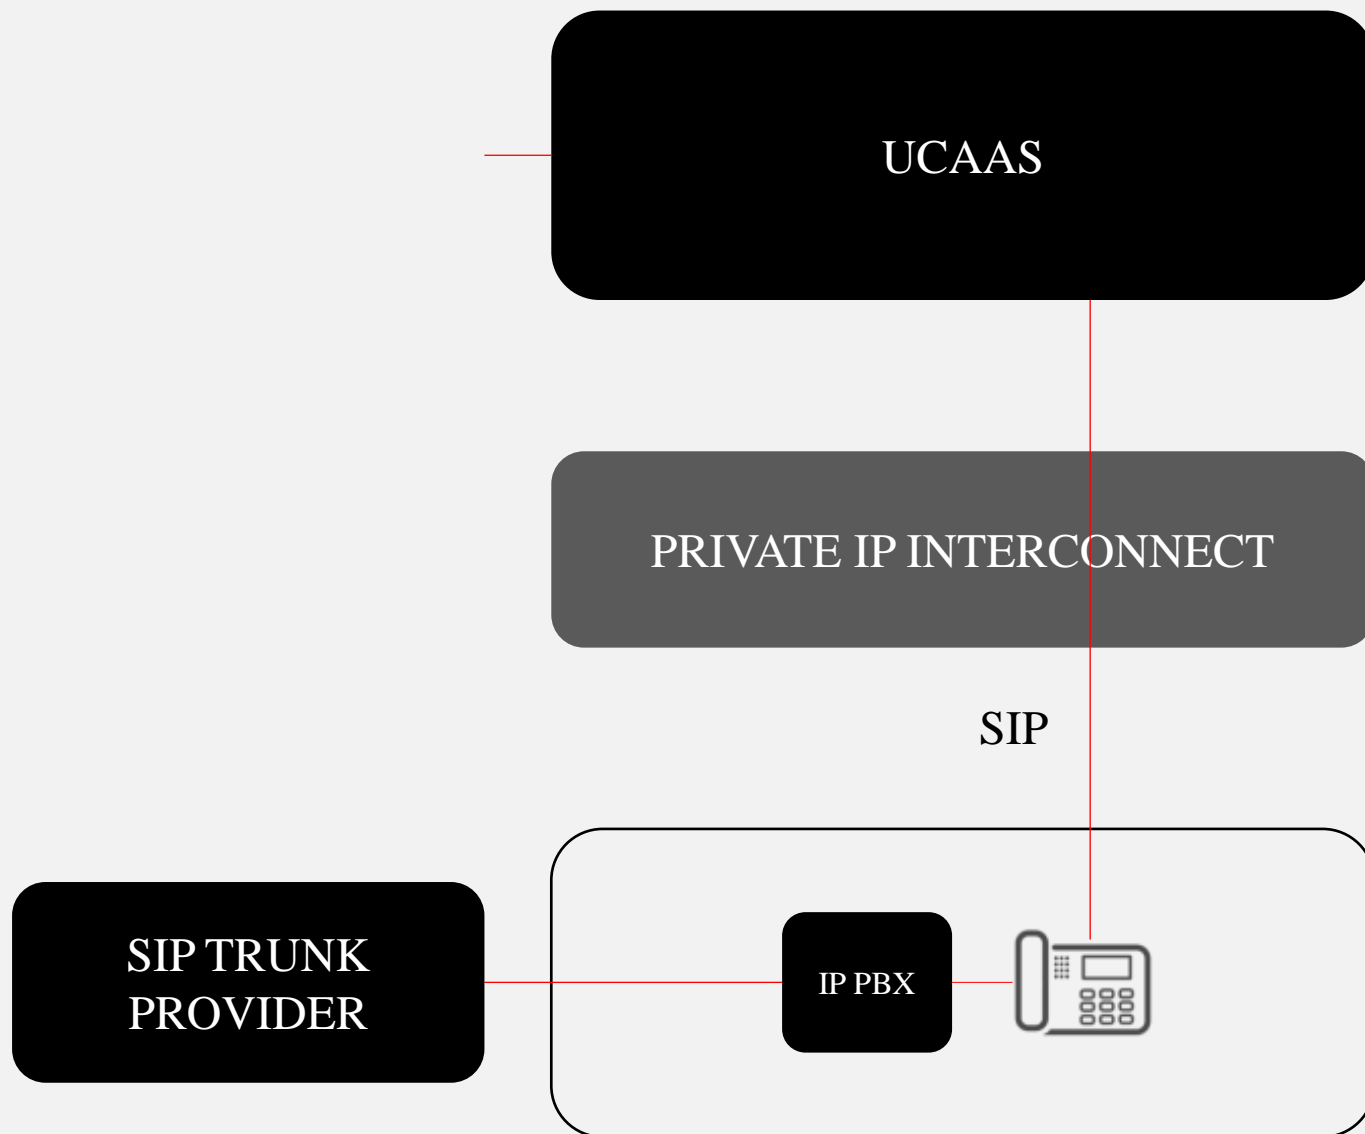 UCAAS
PRIVATE IP INTERCONNECT
SIP
SIP TRUNK
PROVIDER
IP PBX